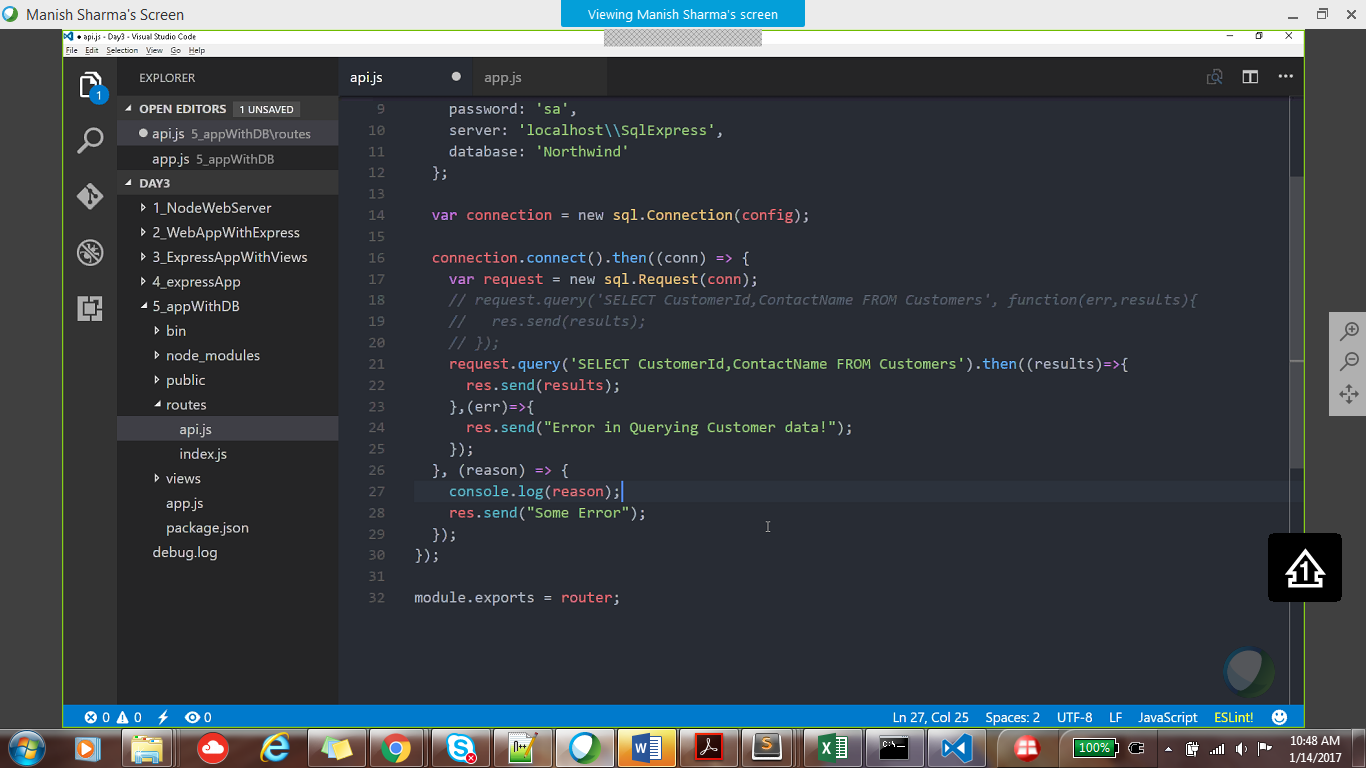 Manish Sharma's Screen
Viewing Manish Sharma's screen
● api.js - Day3 - Visual Studio Code
File Edit Selection View Go Help
EXPLORER
api.js
app.js
1
OPEN EDITORS 1 UNSAVED
api.js 5_appWithDB\routes
app.js 5_appWithDB
DAY3
1_NodeWebServer
2_WebAppWithExpress
3_ExpressAppWithViews
4_expressApp
5_appWithDB
bin
node_modules
public
routes
api.js
index.js
views
app.js
package.json
debug.log
9 password: 'sa',
10 server: 'localhost\\SqlExpress',
11 database: 'Northwind'
12 };
13
14 var connection = new sql.Connection(config);
15
16 connection.connect().then((conn) => {
17 var request = new sql.Request(conn);
18 // request.query('SELECT CustomerId,ContactName FROM Customers', function(err,results){
19 // res.send(results);
20 // });
21 request.query('SELECT CustomerId,ContactName FROM Customers').then((results)=>{
22 res.send(results);
23 },(err)=>{
24 res.send("Error in Querying Customer data!");
25 });
26 }, (reason) => {
27 console.log(reason);
28 res.send("Some Error");
29 });
30 });
31
32 module.exports = router;
1
0 0 0
Ln 27, Col 25 Spaces: 2 UTF-8 LF JavaScript ESLint!
100%
10:48 AM
1/14/2017